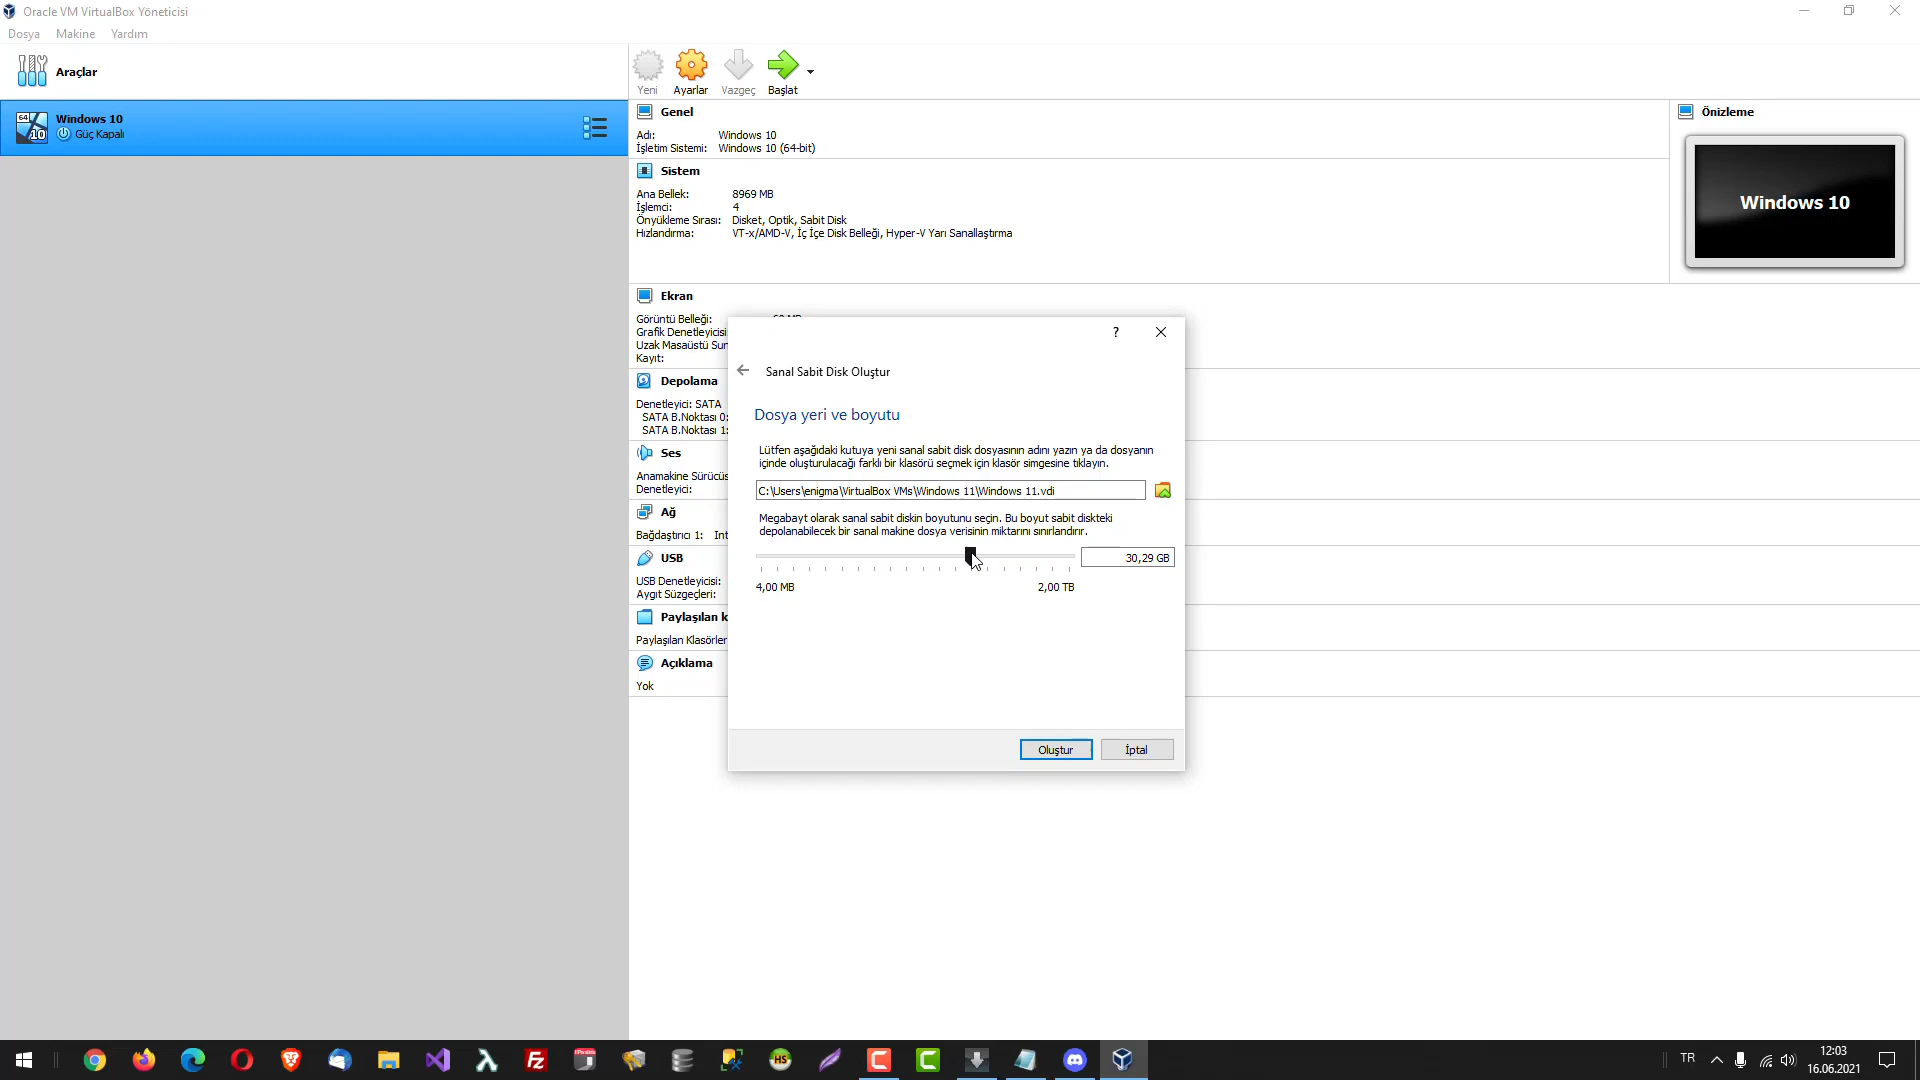 Oracle VM VirtualBox Yöneticisi
Dosya Makine Yardım
Araçlar
Yeni Ayarlar Vazgeç Başlat
64 10 Windows 10
Güç Kapalı
Genel
Adı: Windows 10
İşletim Sistemi: Windows 10 (64-bit)
Sistem
Ana Bellek: 8969 MB
İşlemci: 4
Önyükleme Sırası: Disket, Optik, Sabit Disk
Hızlandırma: VT-x/AMD-V, İç İçe Disk Belleği, Hyper-V Yarı Sanallaştırma
Önizleme
Windows 10
Ekran
Görüntü Belleği:
Grafik Denetleyicisi
Uzak Masaüstü Sun
Kayıt:
Depolama
Denetleyici: SATA
SATA B.Noktası 0:
SATA B.Noktası 1:
Ses
Anamakine Sürücüs
Denetleyici:
Ağ
Bağdaştırıcı 1: Int
USB
USB Denetleyicisi:
Aygıt Süzgeçleri:
Paylaşılan k
Paylaşılan Klasörler
Açıklama
Yok
?
Sanal Sabit Disk Oluştur
Dosya yeri ve boyutu
Lütfen aşağıdaki kutuya yeni sanal sabit disk dosyasının adını yazın ya da dosyanın
içinde oluşturulacağı farklı bir klasörü seçmek için klasör simgesine tıklayın.
C:\Users\enigma\VirtualBox VMs\Windows 11\Windows 11.vdi
Megabayt olarak sanal sabit diskin boyutunu seçin. Bu boyut sabit diskteki
depolanabilecek bir sanal makine dosya verisinin miktarını sınırlandırır.
30,29 GB
4,00 MB 2,00 TB
Oluştur İptal
TR
12:03
16.06.2021